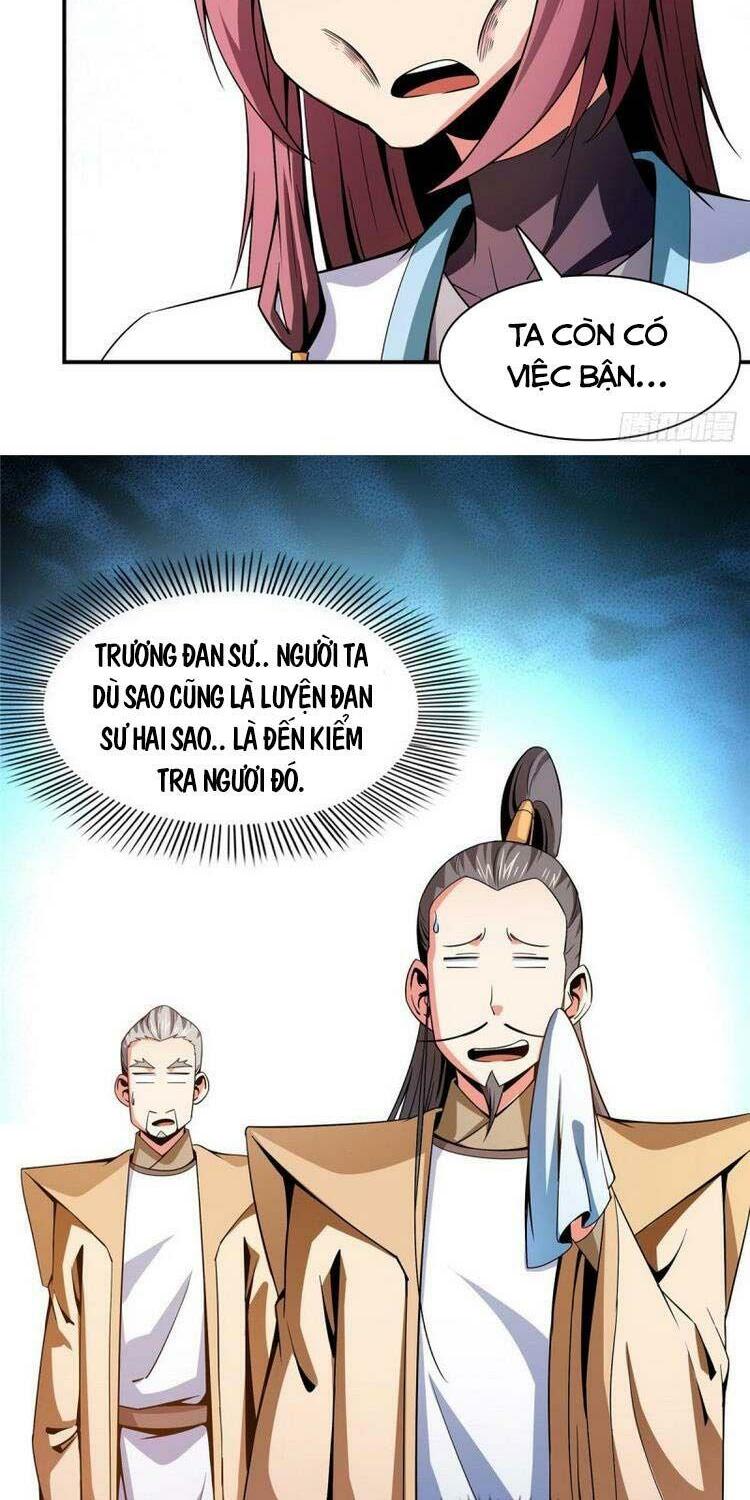 TA CÒN CÓ
VIỆC BẬN...
TRƯƠNG ĐAN SƯ.. NGƯỜI TA
DÙ SAO CŨNG LÀ LUYỆN ĐAN
SƯ HAI SAO.. LÀ ĐẾN KIỂM
TRA NGƯỜI ĐÓ.